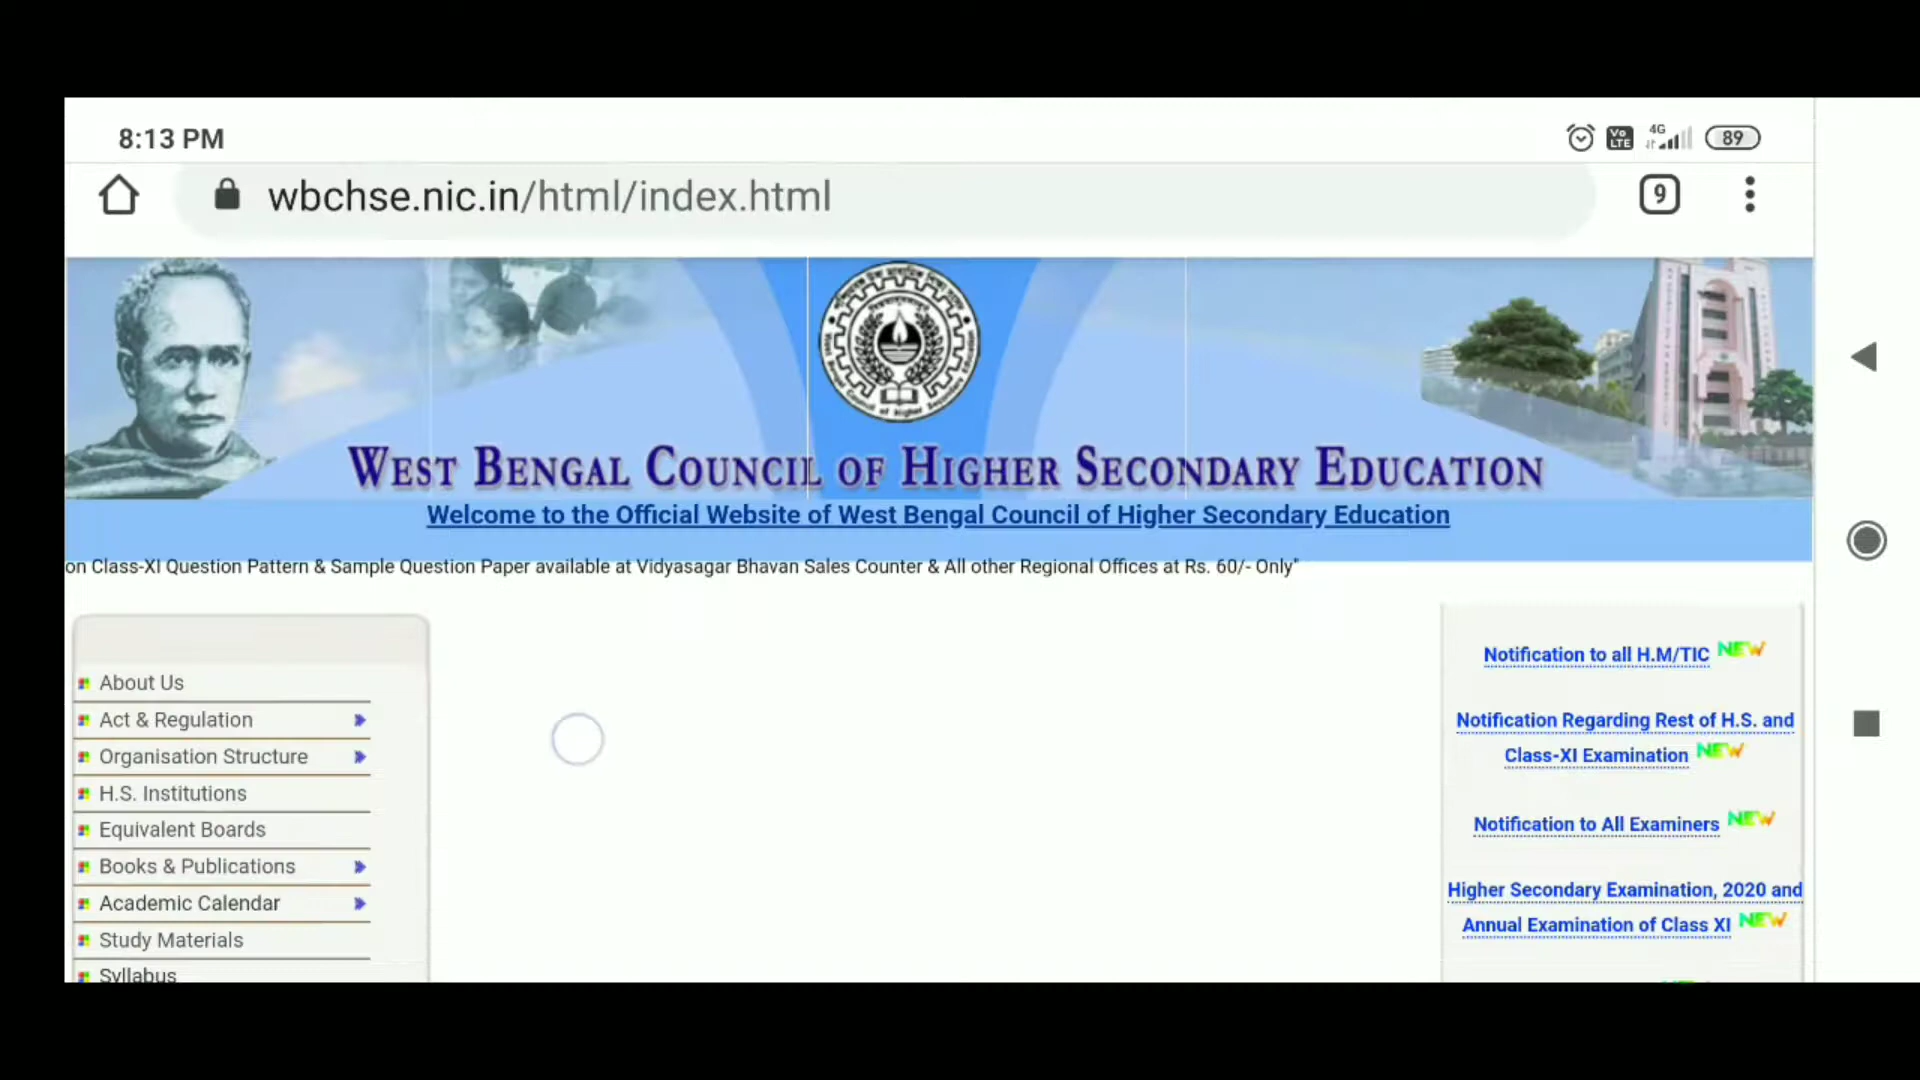 8:13 PM
Vo LTE
4G
89
wbchse.nic.in/html/index.html
9
WEST BENGAL COUNCIL OF HIGHER SECONDARY EDUCATION
Welcome to the Official Website of West Bengal Council of Higher Secondary Education
on Class-XI Question Pattern & Sample Question Paper available at Vidyasagar Bhavan Sales Counter & All other Regional Offices at Rs. 60/- Only"
About Us
Act & Regulation
Organisation Structure
H.S. Institutions
Equivalent Boards
Books & Publications
Academic Calendar
Study Materials
Syllabus
Notification to all H.M/TIC NEW
Notification Regarding Rest of H.S. and
Class-XI Examination NEW
Notification to All Examiners NEW
Higher Secondary Examination, 2020 and
Annual Examination of Class XI NEW